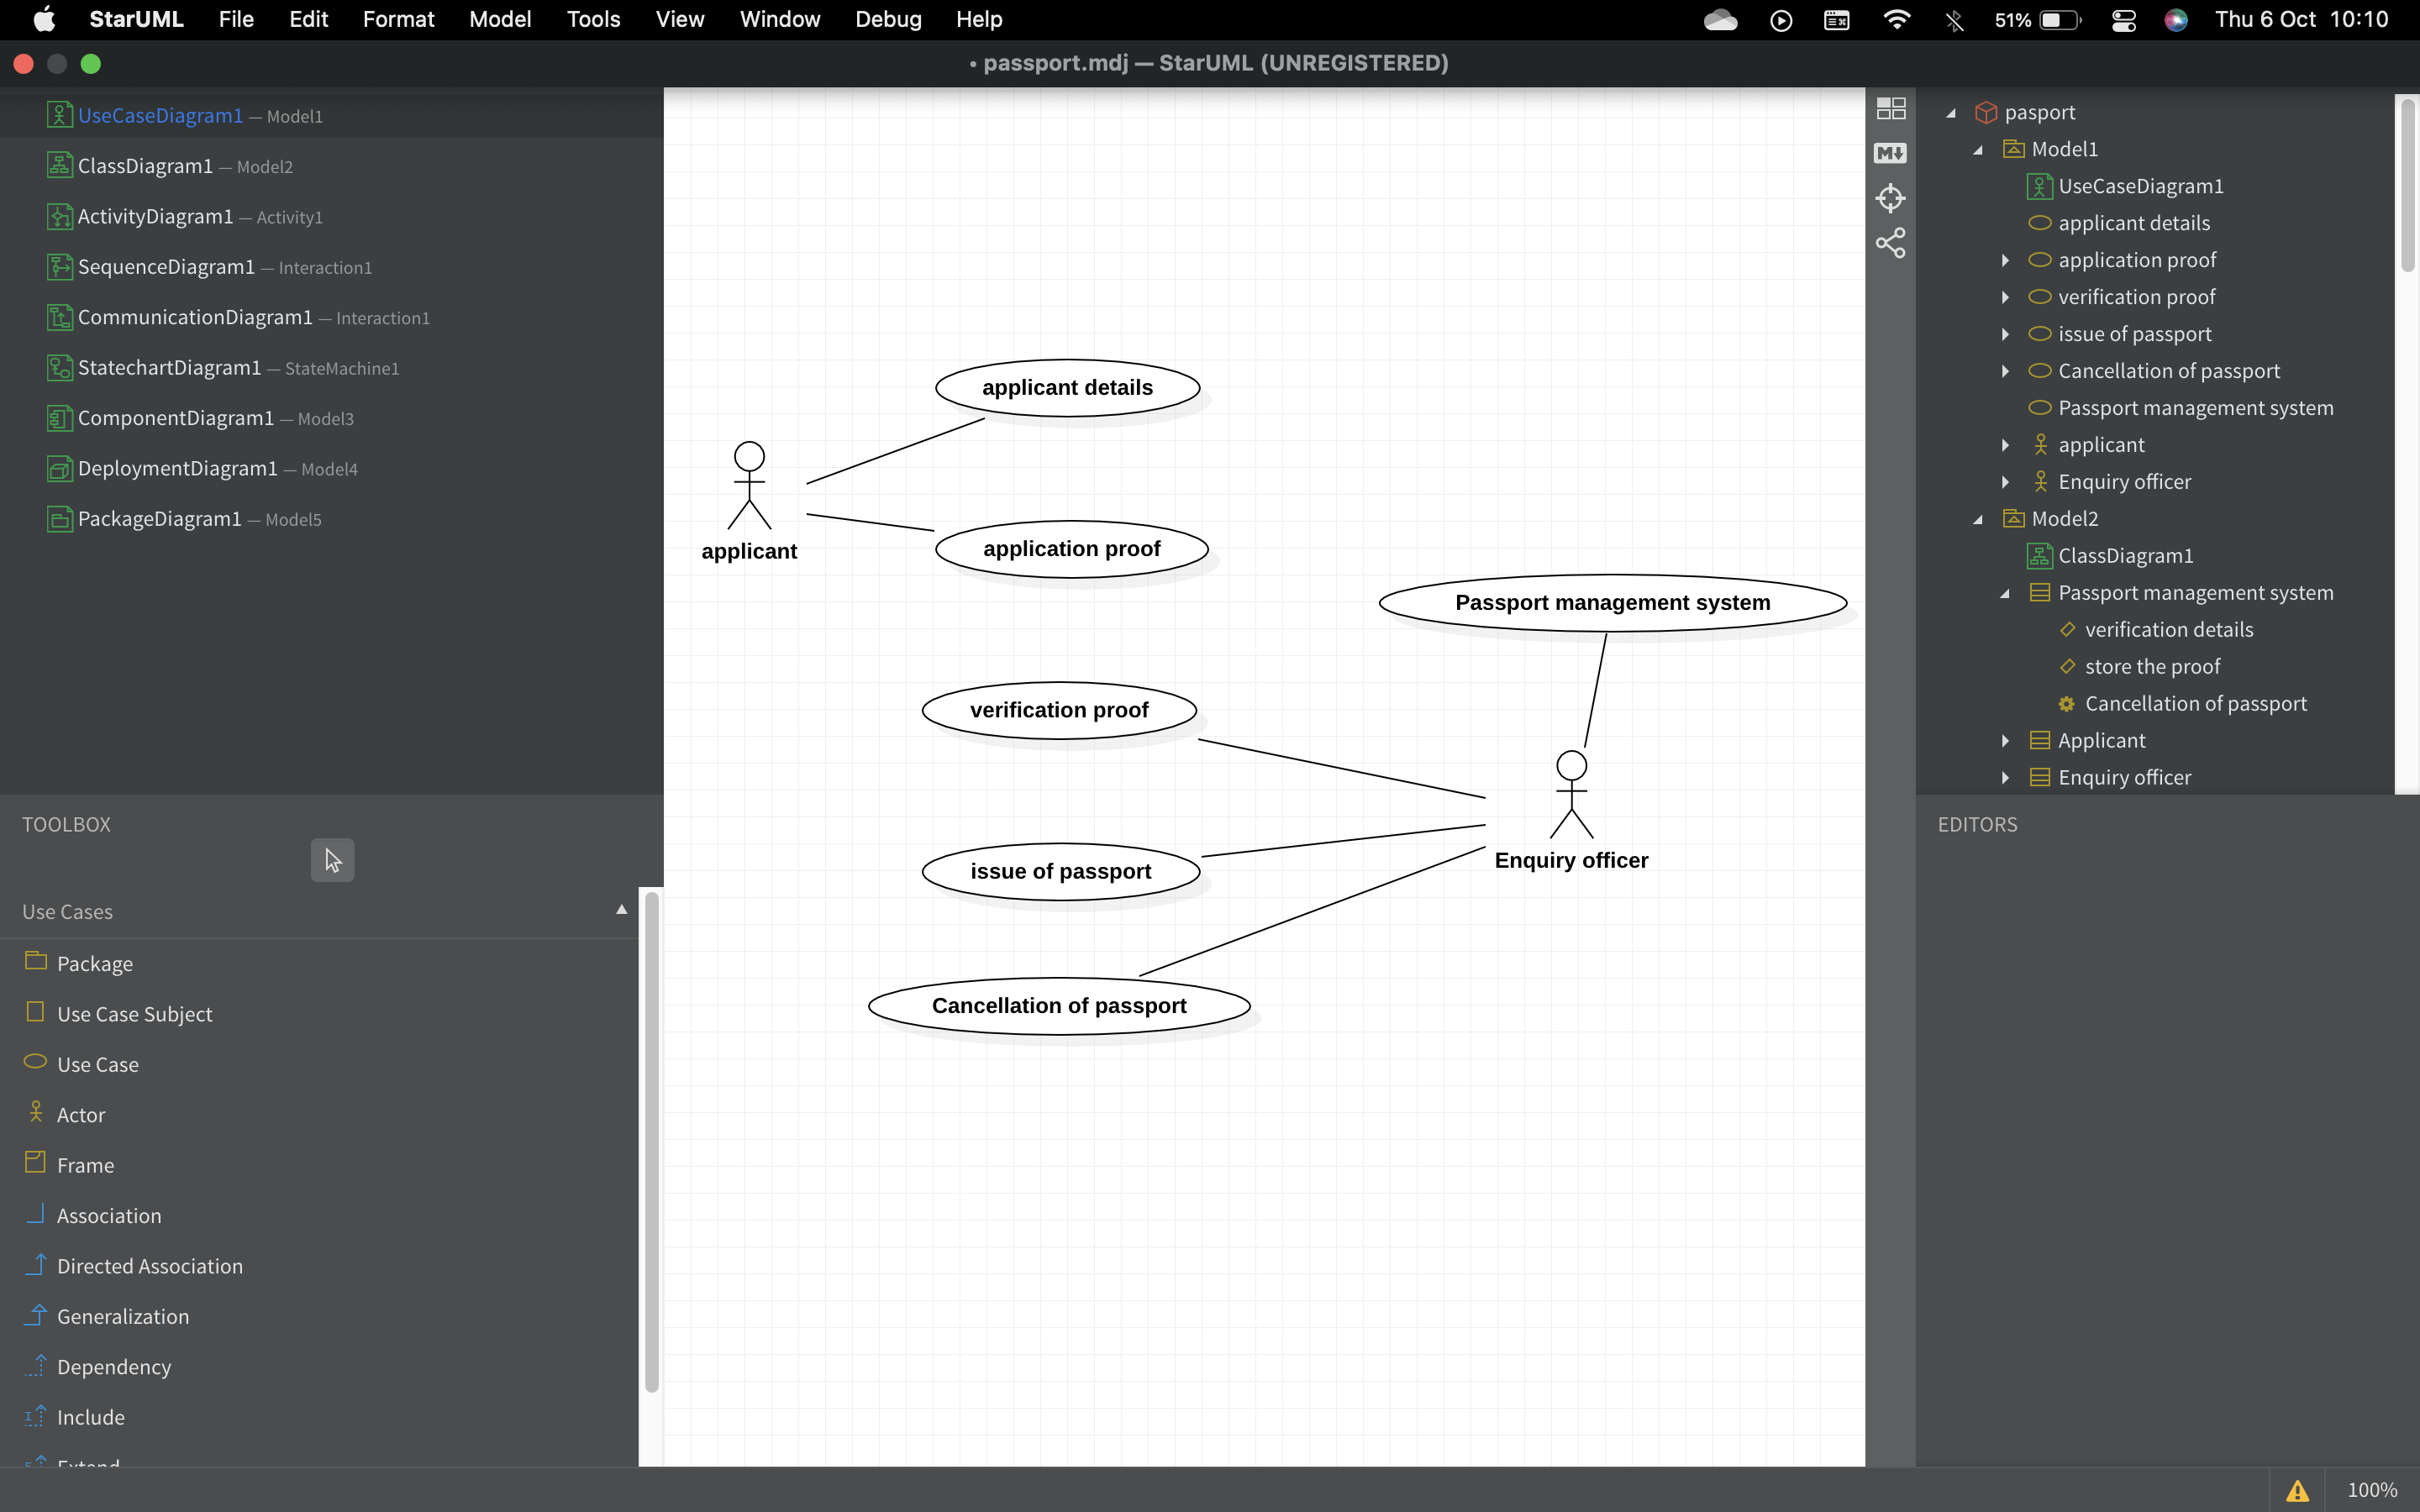 StarUML File Edit Format Model Tools View Window Debug Help 51% Thu 6 Oct 10:10
• passport.mdj — StarUML (UNREGISTERED)
UseCaseDiagram1 — Model1
ClassDiagram1 — Model2
ActivityDiagram1 — Activity1
SequenceDiagram1 — Interaction1
CommunicationDiagram1 — Interaction1
StatechartDiagram1 — StateMachine1
ComponentDiagram1 — Model3
DeploymentDiagram1 — Model4
PackageDiagram1 — Model5
TOOLBOX
Use Cases
Package
Use Case Subject
Use Case
Actor
Frame
Association
Directed Association
Generalization
Dependency
Include
Extend
applicant details
applicant
application proof
Passport management system
verification proof
issue of passport
Enquiry officer
Cancellation of passport
M
pasport
Model1
UseCaseDiagram1
applicant details
application proof
verification proof
issue of passport
Cancellation of passport
Passport management system
applicant
Enquiry officer
Model2
ClassDiagram1
Passport management system
verification details
store the proof
Cancellation of passport
Applicant
Enquiry officer
EDITORS
100%